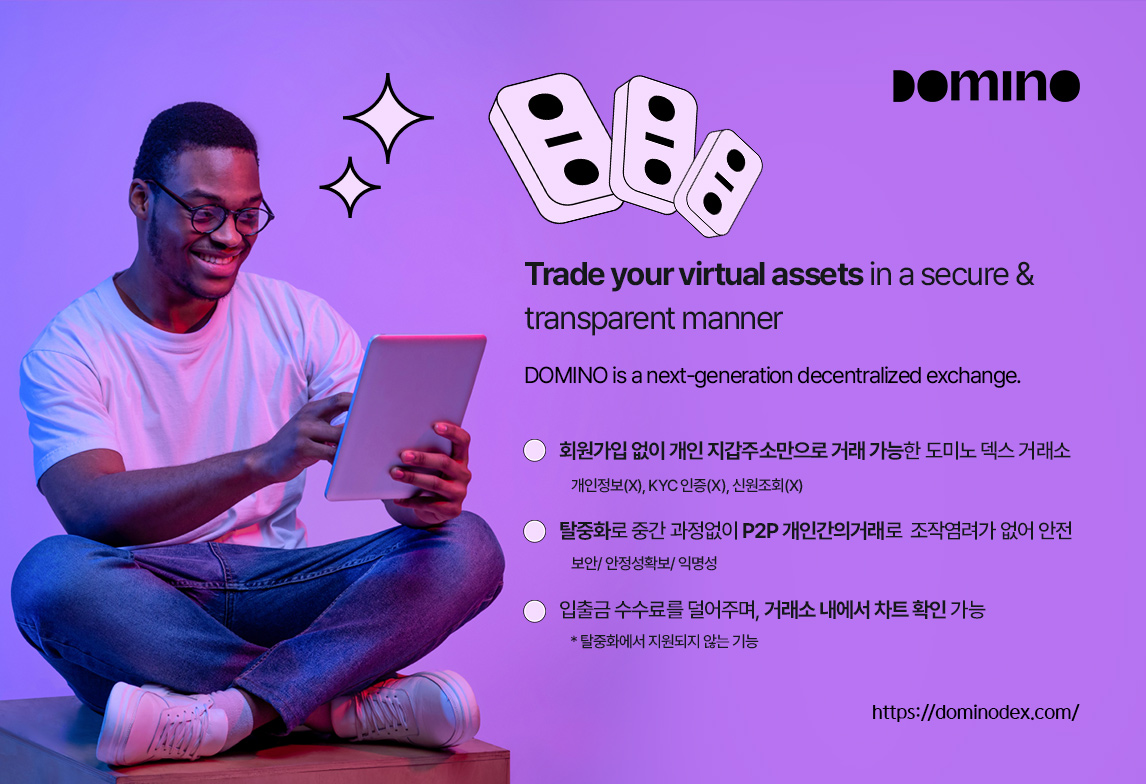 DOMINO
Trade your virtual assets in a secure &
transparent manner
DOMINO is a next-generation decentralized exchange.
회원가입 없이 개인 지갑주소만으로 거래 가능한 도미노 덱스 거래소
개인정보(X), KYC 인증(X), 신원조회(X)
탈중화로 중간 과정없이 P2P 개인간의거래로 조작염려가 없어 안전
보안/ 안정성확보/ 익명성
입출금 수수료를 덜어주며, 거래소 내에서 차트 확인 가능
* 탈중화에서 지원되지 않는 기능
https://dominodex.com/